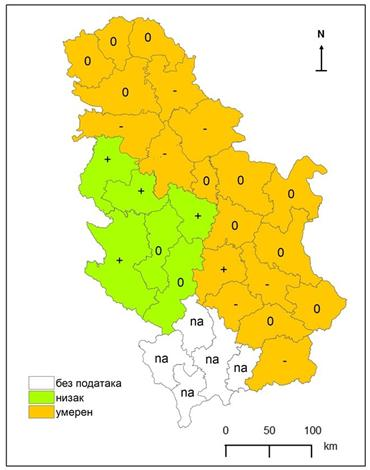 0 0 0
N
0 -
- -
+ - 0 0 0
+
+ 0
+ 0 + - 0
0 - 0 0
na
na na na -
na
без података
низак
умерен
0 50 100
km